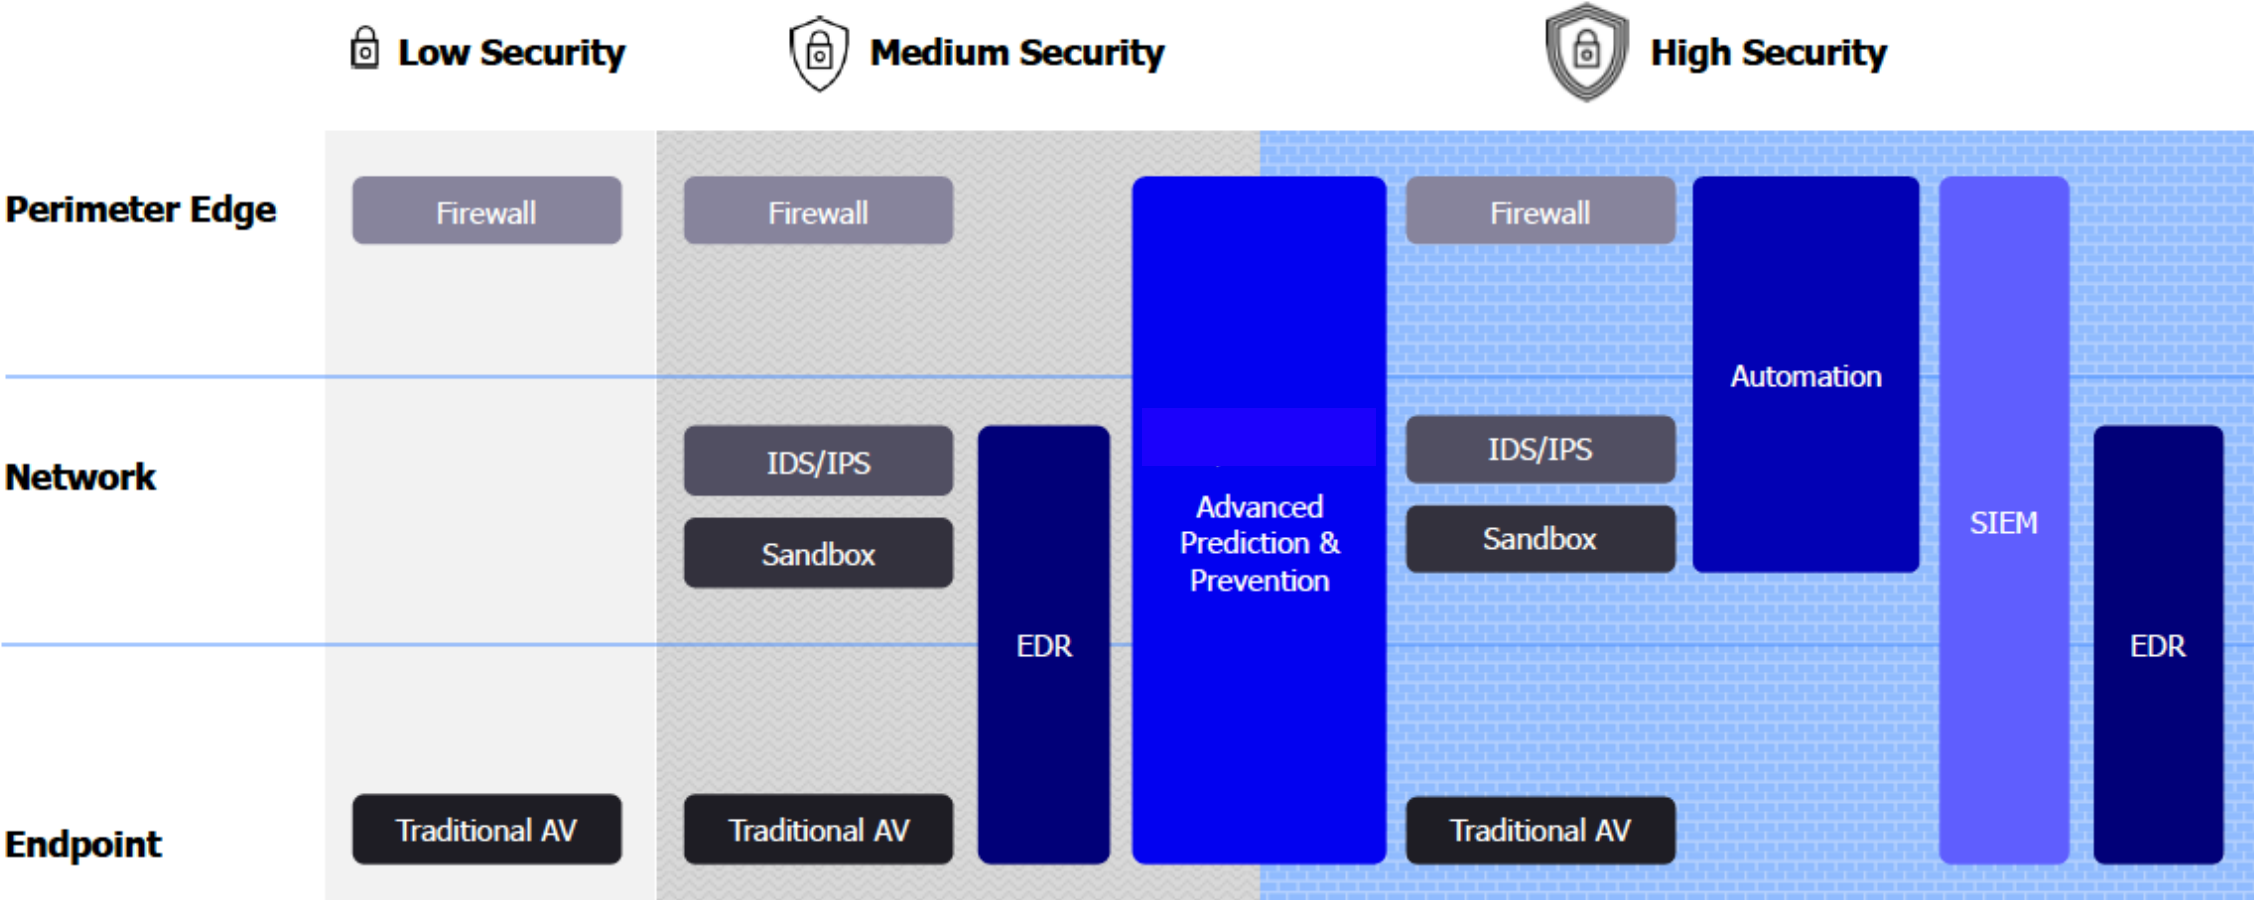 Low Security
Medium Security
High Security
Perimeter Edge
Firewall
Firewall
Firewall
Automation
Network
IDS/IPS
IDS/IPS
Sandbox
Sandbox
Advanced
Prediction &
Prevention
SIEM
EDR
EDR
Endpoint
Traditional AV
Traditional AV
Traditional AV